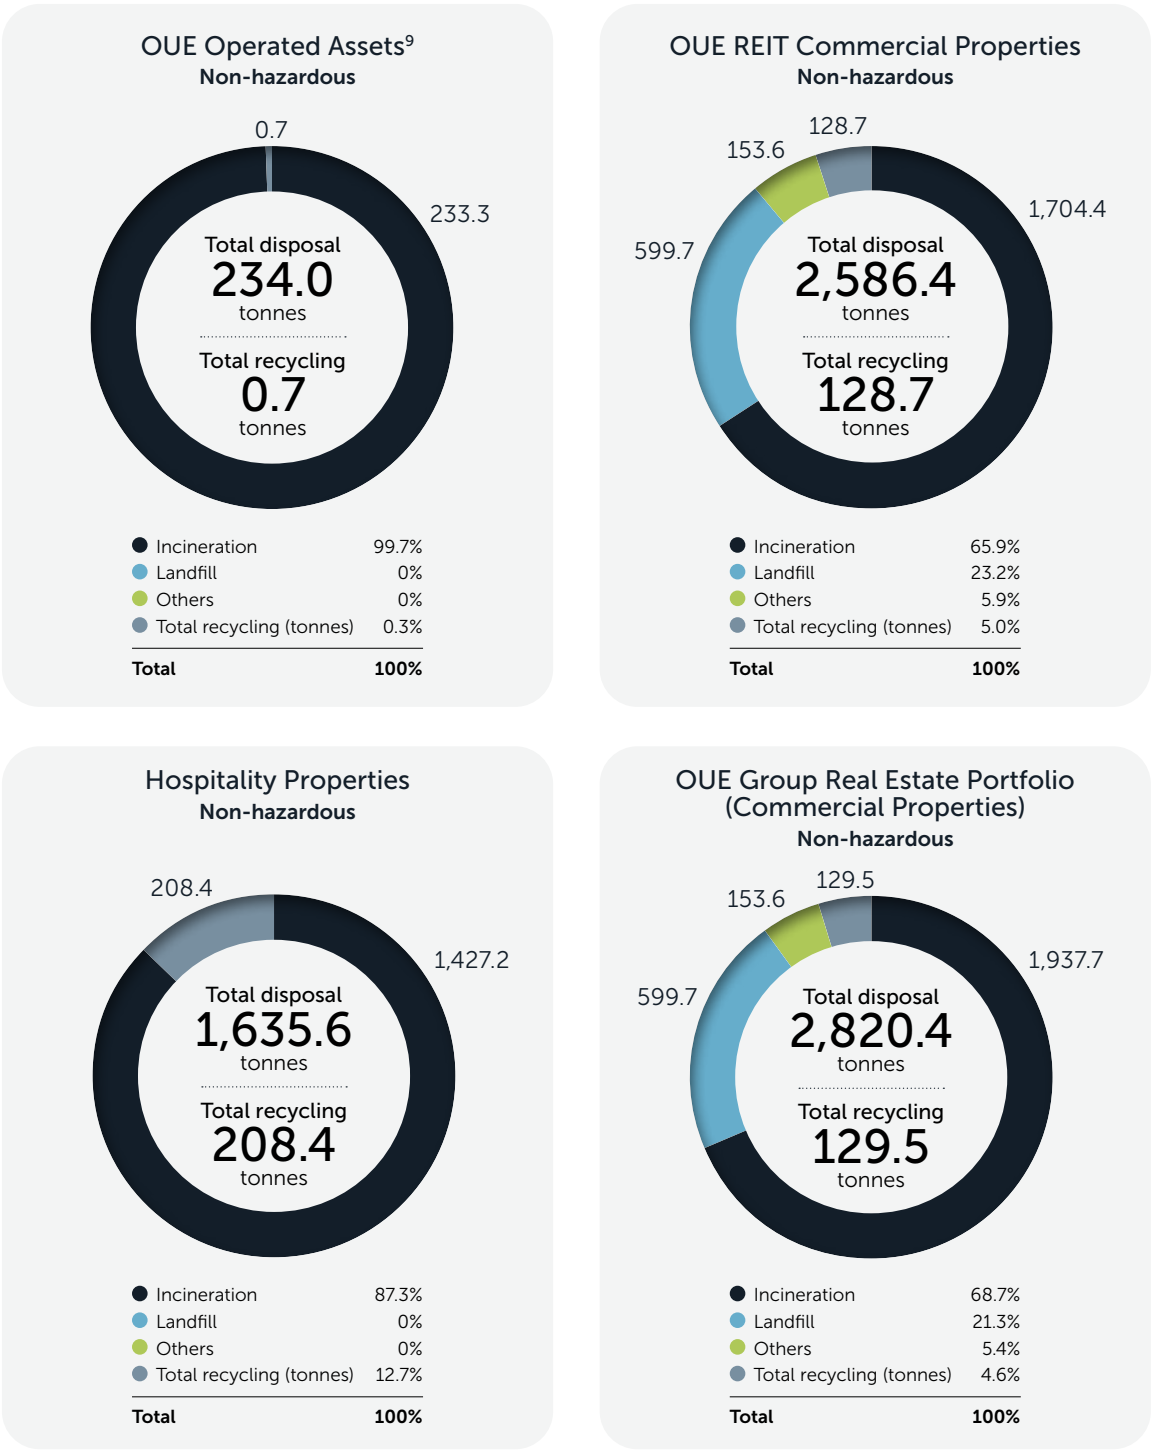 OUE Operated Assets⁹
Non-hazardous
0.7
233.3
Total disposal
234.0
tonnes
Total recycling
0.7
tonnes
Incineration 99.7%
Landfill 0%
Others 0%
Total recycling (tonnes) 0.3%
Total 100%
OUE REIT Commercial Properties
Non-hazardous
128.7
153.6
1,704.4
599.7
Total disposal
2,586.4
tonnes
Total recycling
128.7
tonnes
Incineration 65.9%
Landfill 23.2%
Others 5.9%
Total recycling (tonnes) 5.0%
Total 100%
Hospitality Properties
Non-hazardous
208.4
1,427.2
Total disposal
1,635.6
tonnes
Total recycling
208.4
tonnes
Incineration 87.3%
Landfill 0%
Others 0%
Total recycling (tonnes) 12.7%
Total 100%
OUE Group Real Estate Portfolio
(Commercial Properties)
Non-hazardous
129.5
153.6
1,937.7
599.7
Total disposal
2,820.4
tonnes
Total recycling
129.5
tonnes
Incineration 68.7%
Landfill 21.3%
Others 5.4%
Total recycling (tonnes) 4.6%
Total 100%